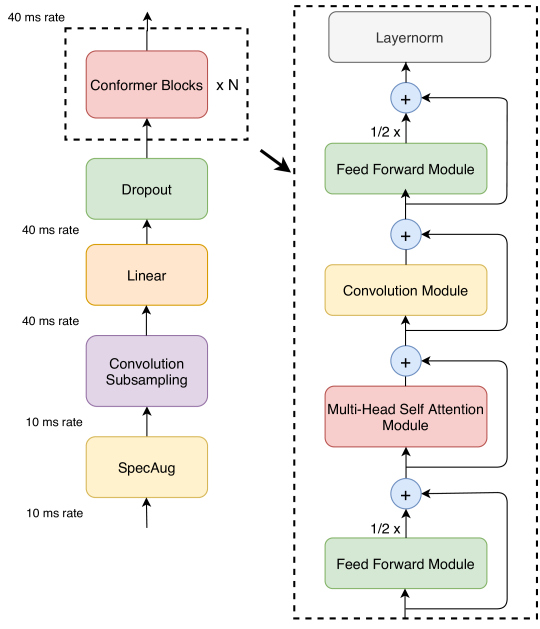 40 ms rate
Conformer Blocks
x N
Dropout
40 ms rate
Linear
40 ms rate
Convolution
Subsampling
10 ms rate
SpecAug
10 ms rate
Layernorm
+
1/2 x
Feed Forward Module
+
Convolution Module
+
Multi-Head Self Attention
Module
+
1/2 x
Feed Forward Module